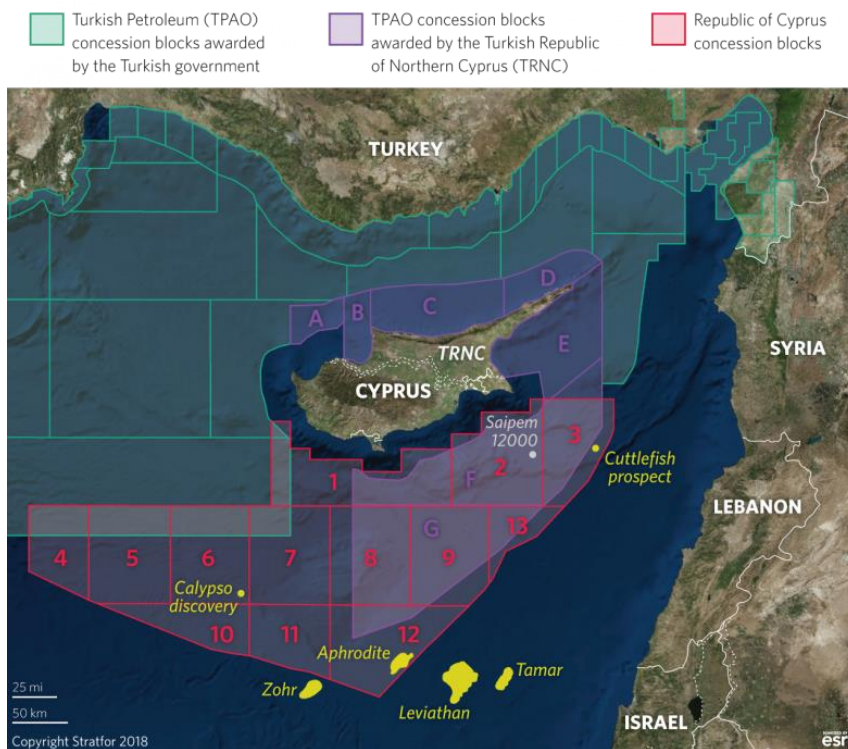 Turkish Petroleum (TPAO)
concession blocks awarded
by the Turkish government
TPAO concession blocks
awarded by the Turkish Republic
of Northern Cyprus (TRNC)
Republic of Cyprus
concession blocks
TURKEY
A
B
C
D
E
TRNC
SYRIA
CYPRUS
Saipem
12000
3
Cuttlefish
prospect
1
F
2
LEBANON
13
G
4
5
6
7
8
9
Calypso
discovery
10
11
12
Aphrodite
Zohr
Tamar
Leviathan
25 mi
50 km
ISRAEL
Copyright Stratfor 2018
POWERED BY
esri